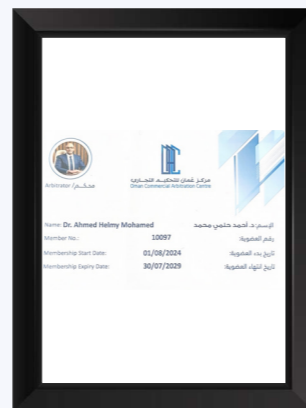 مركز عُمان للتحكيم التجاري
Oman Commercial Arbitration Centre
Arbitrator / محكم
Name: Dr. Ahmed Helmy Mohamed الإسم: د. أحمد حلمي محمد
Member No.: 10097 رقم العضوية:
Membership Start Date: 01/08/2024 تاريخ بدء العضوية:
Membership Expiry Date: 30/07/2029 تاريخ انتهاء العضوية: